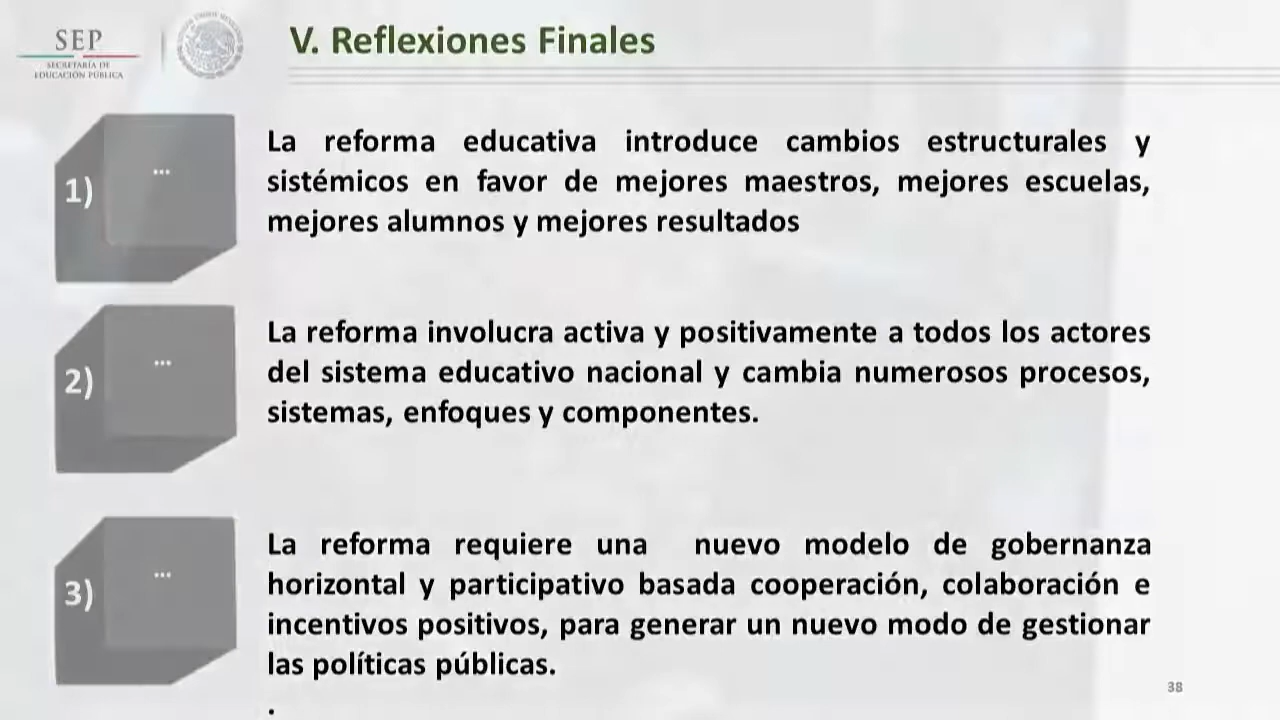 SEP
SECRETARÍA DE
EDUCACIÓN PÚBLICA
V. Reflexiones Finales
1)
...
La reforma educativa introduce cambios estructurales y
sistémicos en favor de mejores maestros, mejores escuelas,
mejores alumnos y mejores resultados
2)
...
La reforma involucra activa y positivamente a todos los actores
del sistema educativo nacional y cambia numerosos procesos,
sistemas, enfoques y componentes.
3)
...
La reforma requiere una nuevo modelo de gobernanza
horizontal y participativo basada cooperación, colaboración e
incentivos positivos, para generar un nuevo modo de gestionar
las políticas públicas.
.
38